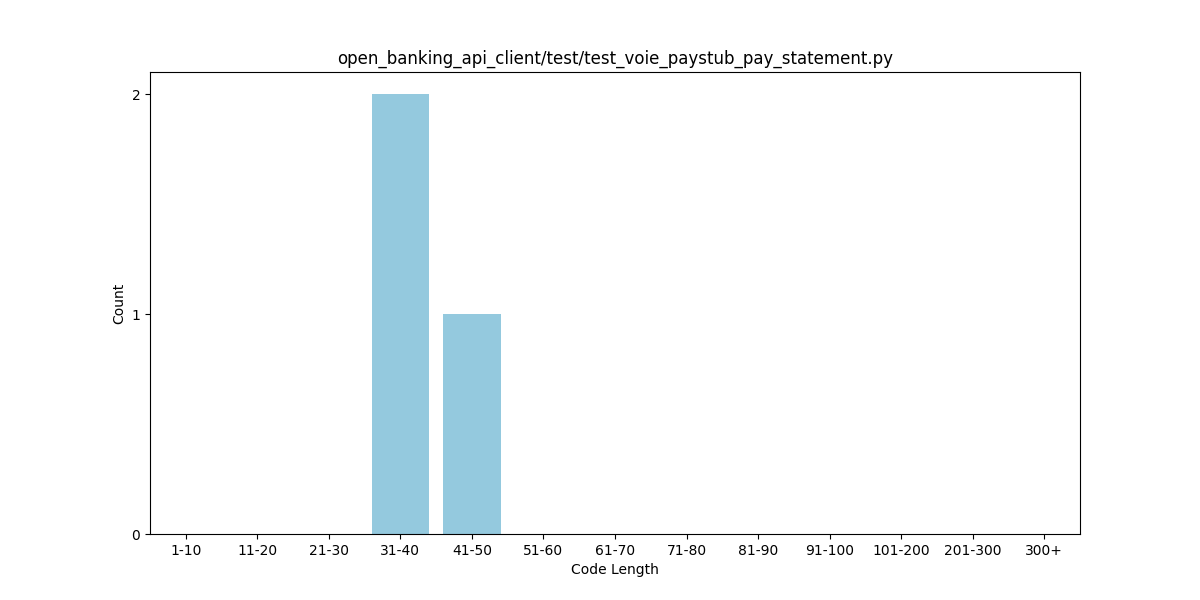 open_banking_api_client/test/test_voie_paystub_pay_statement.py
2
1
0
Count
1-10 11-20 21-30 31-40 41-50 51-60 61-70 71-80 81-90 91-100 101-200 201-300 300+
Code Length